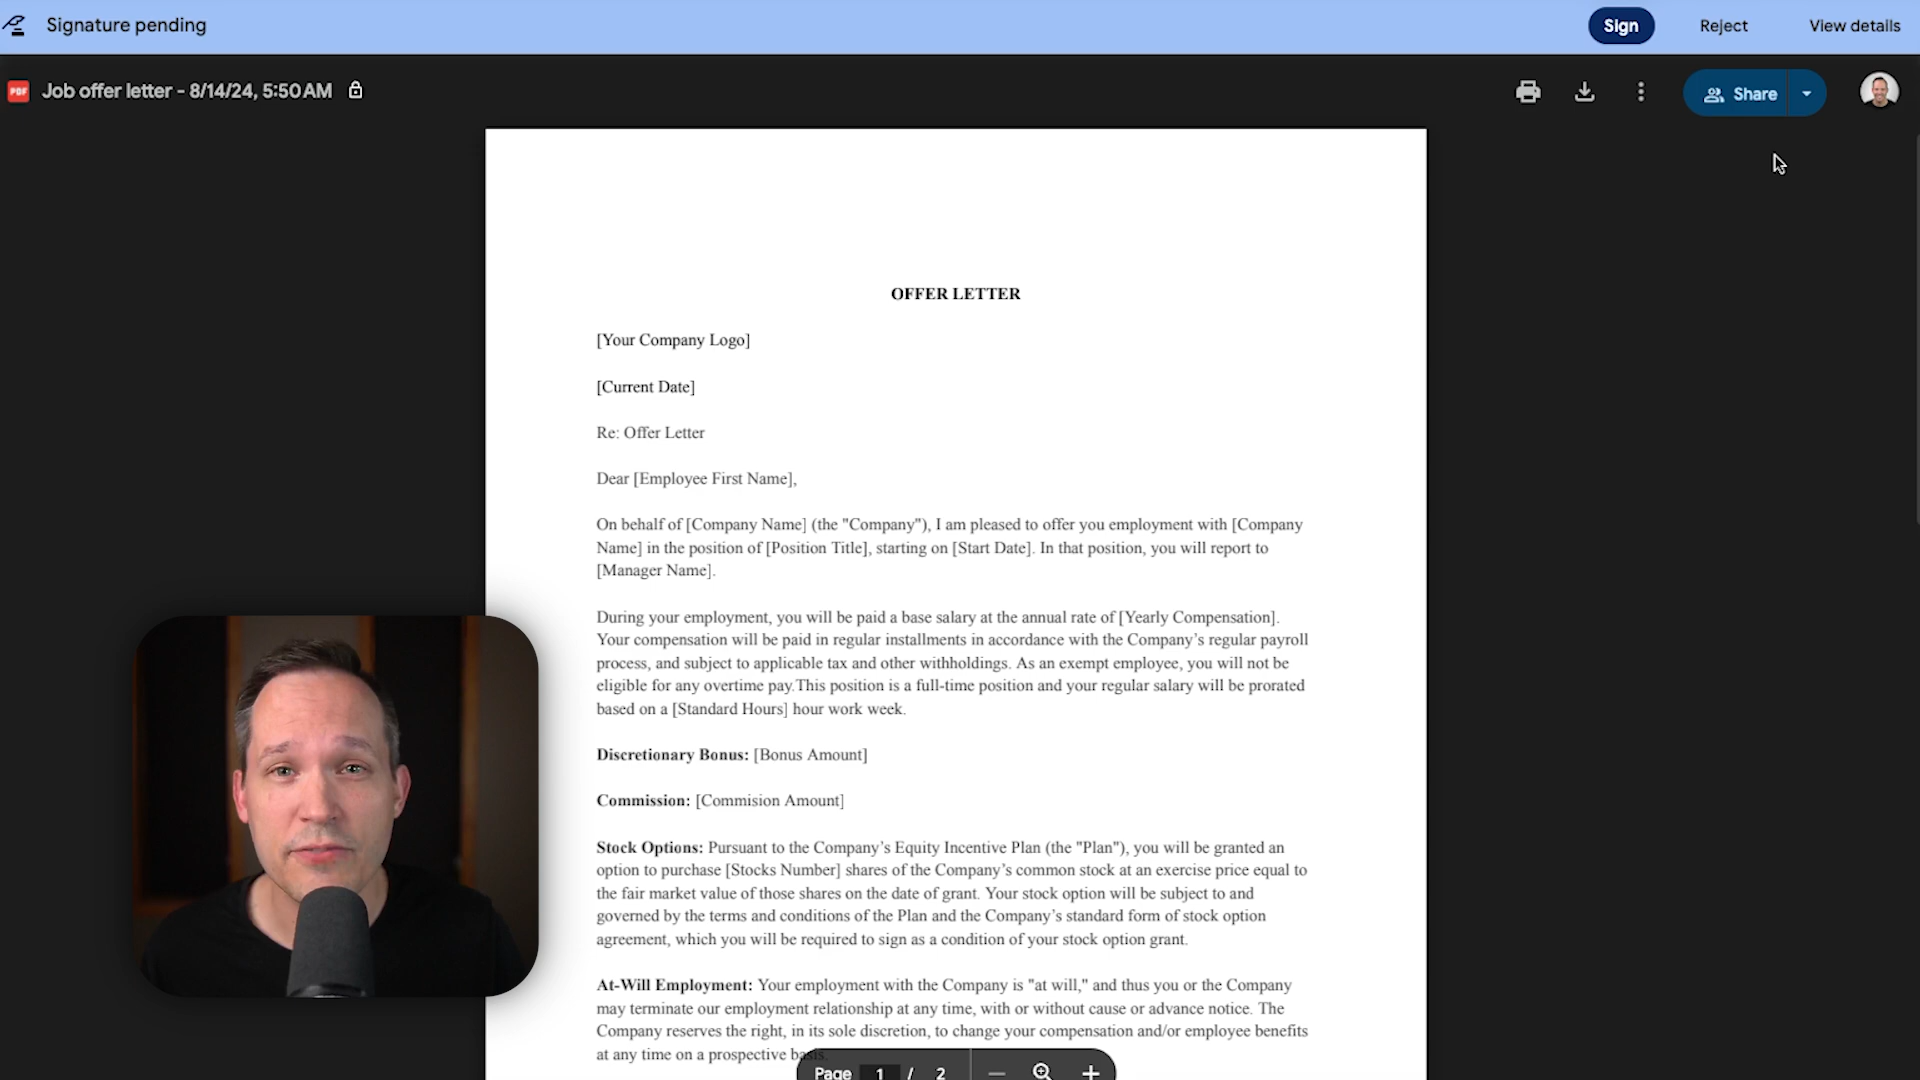 Signature pending
Sign
Reject
View details
PDF
Job offer letter - 8/14/24, 5:50 AM
Share
OFFER LETTER
[Your Company Logo]
[Current Date]
Re: Offer Letter
Dear [Employee First Name],
On behalf of [Company Name] (the "Company"), I am pleased to offer you employment with [Company
Name] in the position of [Position Title], starting on [Start Date]. In that position, you will report to
[Manager Name].
During your employment, you will be paid a base salary at the annual rate of [Yearly Compensation].
Your compensation will be paid in regular installments in accordance with the Company’s regular payroll
process, and subject to applicable tax and other withholdings. As an exempt employee, you will not be
eligible for any overtime pay.This position is a full-time position and your regular salary will be prorated
based on a [Standard Hours] hour work week.
Discretionary Bonus: [Bonus Amount]
Commission: [Commision Amount]
Stock Options: Pursuant to the Company’s Equity Incentive Plan (the "Plan"), you will be granted an
option to purchase [Stocks Number] shares of the Company’s common stock at an exercise price equal to
the fair market value of those shares on the date of grant. Your stock option will be subject to and
governed by the terms and conditions of the Plan and the Company’s standard form of stock option
agreement, which you will be required to sign as a condition of your stock option grant.
At-Will Employment: Your employment with the Company is "at will," and thus you or the Company
may terminate our employment relationship at any time, with or without cause or advance notice. The
Company reserves the right, in its sole discretion, to change your compensation and/or employee benefits
at any time on a prospective basis.
Page 1 / 2